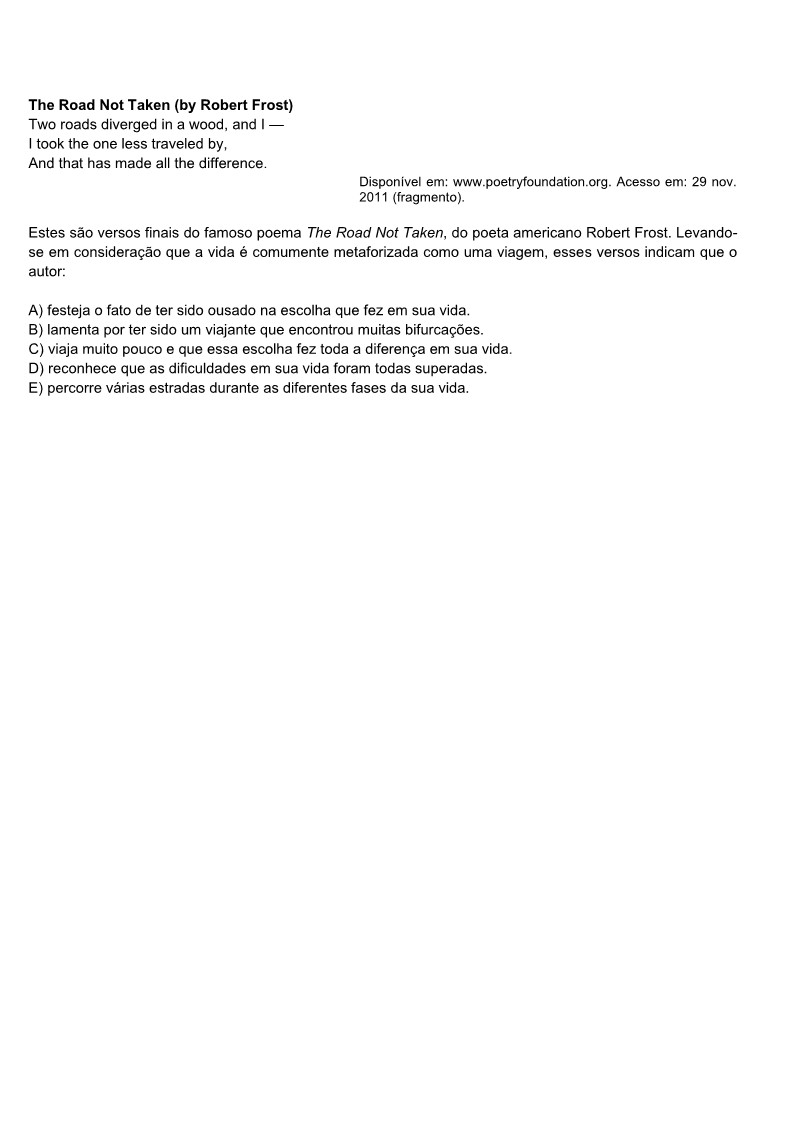 The Road Not Taken (by Robert Frost)
Two roads diverged in a wood, and I —
I took the one less traveled by,
And that has made all the difference.
Disponível em: www.poetryfoundation.org. Acesso em: 29 nov.
2011 (fragmento).
Estes são versos finais do famoso poema The Road Not Taken, do poeta americano Robert Frost. Levando-
se em consideração que a vida é comumente metaforizada como uma viagem, esses versos indicam que o
autor:
A) festeja o fato de ter sido ousado na escolha que fez em sua vida.
B) lamenta por ter sido um viajante que encontrou muitas bifurcações.
C) viaja muito pouco e que essa escolha fez toda a diferença em sua vida.
D) reconhece que as dificuldades em sua vida foram todas superadas.
E) percorre várias estradas durante as diferentes fases da sua vida.